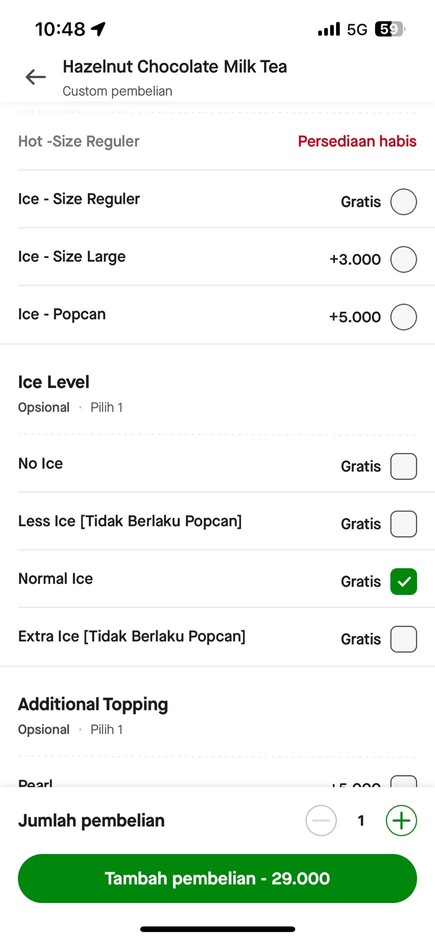 10:48
5G
59
Hazelnut Chocolate Milk Tea
Custom pembelian
Hot -Size Reguler
Persediaan habis
Ice - Size Reguler
Gratis
Ice - Size Large
+3.000
Ice - Popcan
+5.000
Ice Level
Opsional · Pilih 1
No Ice
Gratis
Less Ice [Tidak Berlaku Popcan]
Gratis
Normal Ice
Gratis
Extra Ice [Tidak Berlaku Popcan]
Gratis
Additional Topping
Opsional · Pilih 1
Pearl
+5.000
Jumlah pembelian
1
Tambah pembelian - 29.000